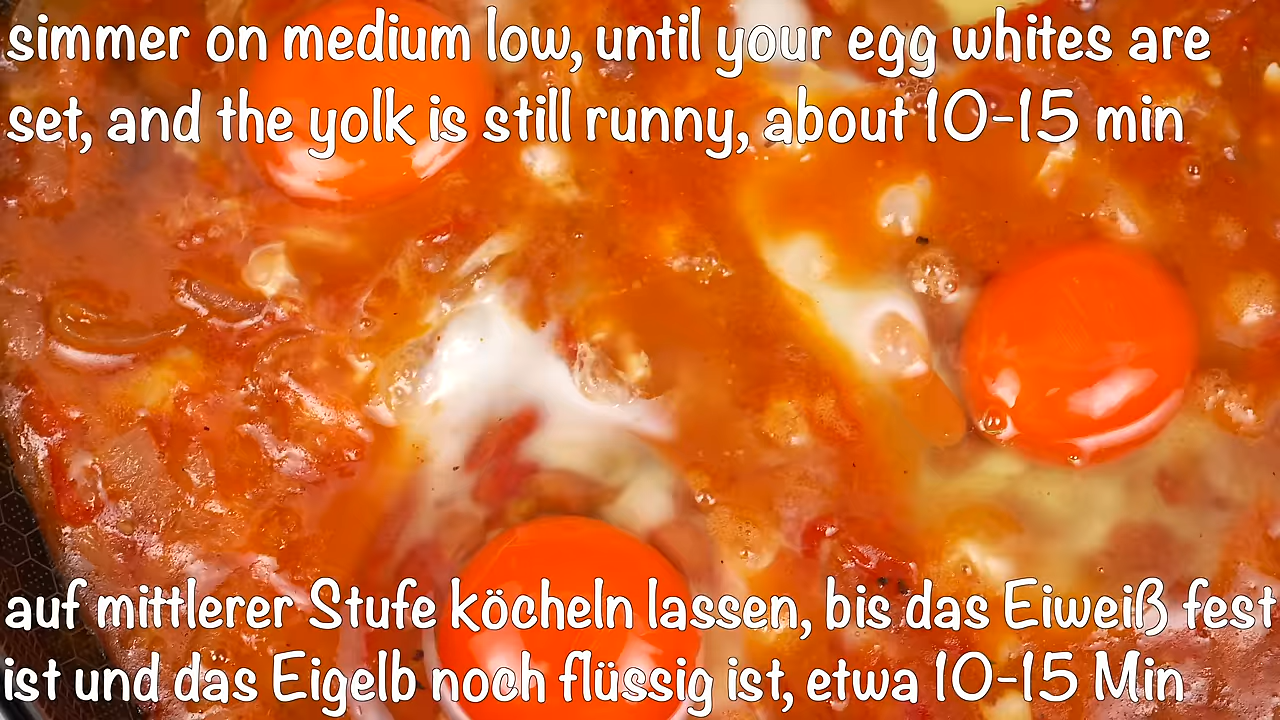 simmer on medium low, until your egg whites are
set, and the yolk is still runny, about 10-15 min
auf mittlerer Stufe köcheln lassen, bis das Eiweiß fest
ist und das Eigelb noch flüssig ist, etwa 10-15 Min